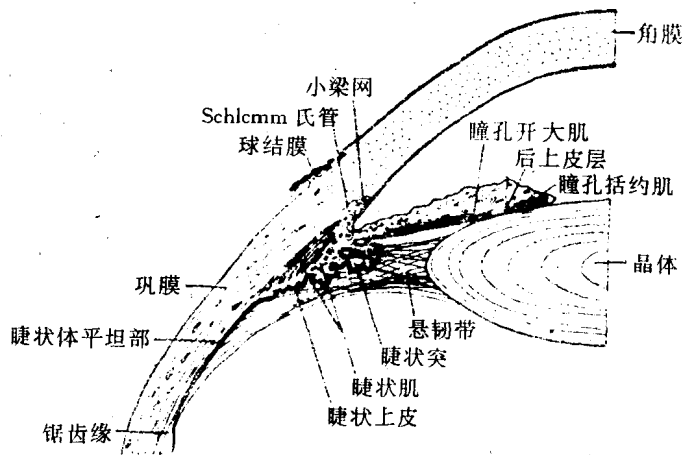 角膜
小梁网
Schlcmm 氏管
球结膜
瞳孔开大肌
后上皮层
瞳孔括约肌
晶体
巩膜
悬韧带
睫状体平坦部
睫状突
睫状肌
睫状上皮
锯齿缘